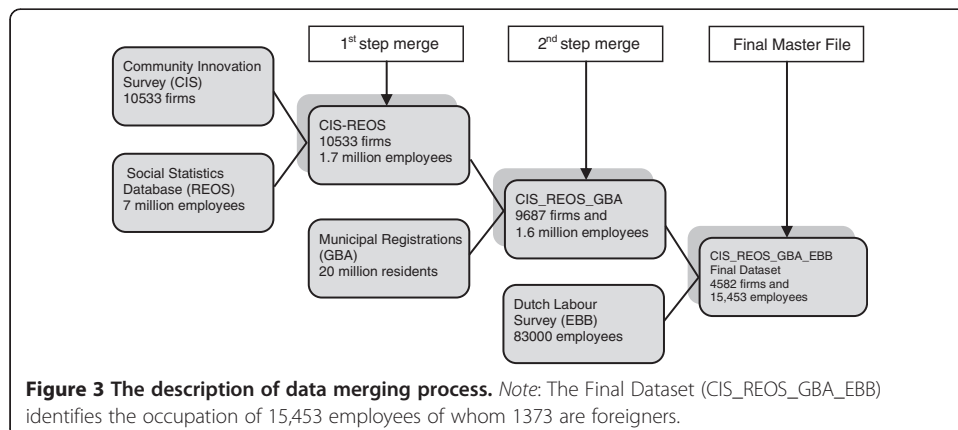 1st step merge
2nd step merge
Final Master File
Community Innovation
Survey (CIS)
10533 firms
Social Statistics
Database (REOS)
7 million employees
CIS-REOS
10533 firms
1.7 million employees
Municipal Registrations
(GBA)
20 million residents
CIS_REOS_GBA
9687 firms and
1.6 million employees
Dutch Labour
Survey (EBB)
83000 employees
CIS_REOS_GBA_EBB
Final Dataset
4582 firms and
15,453 employees
Figure 3 The description of data merging process. Note: The Final Dataset (CIS_REOS_GBA_EBB)
identifies the occupation of 15,453 employees of whom 1373 are foreigners.